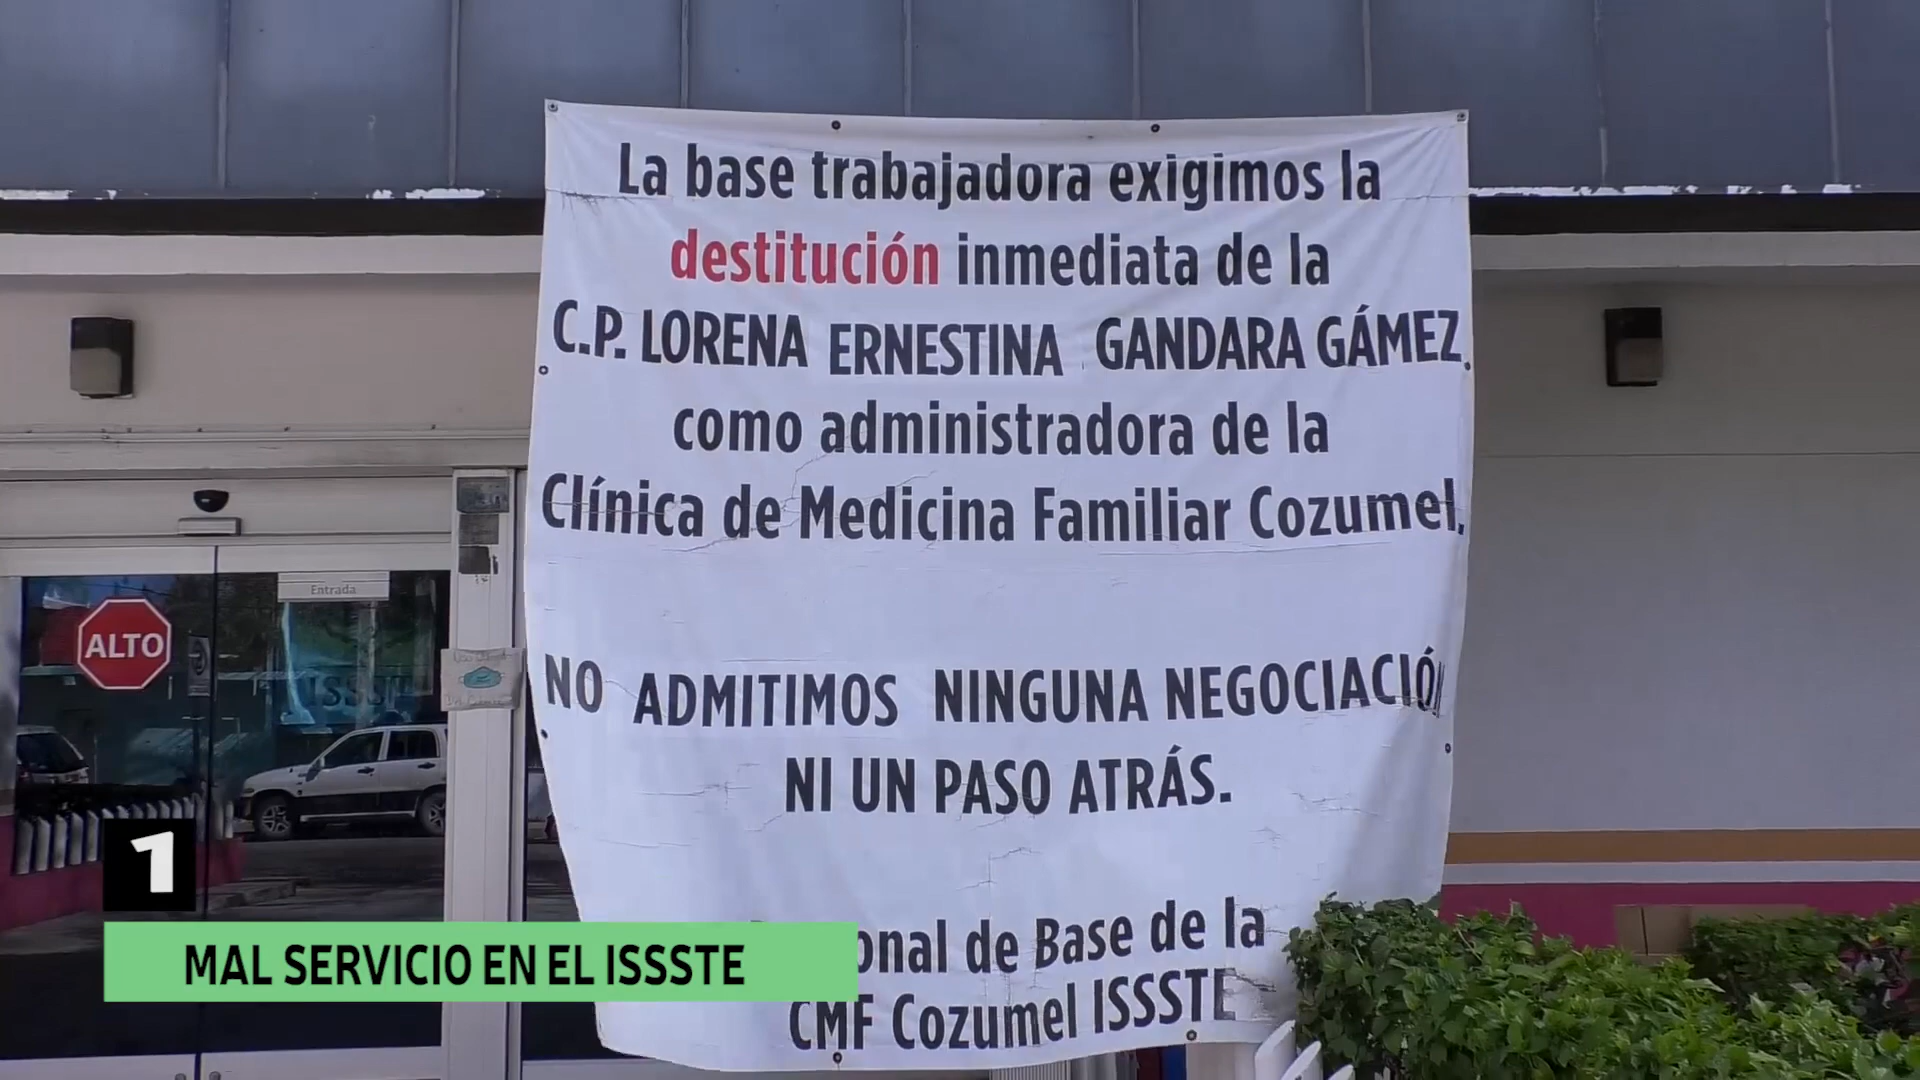 La base trabajadora exigimos la
destitución inmediata de la
C.P. LORENA ERNESTINA GANDARA GÁMEZ
como administradora de la
Clínica de Medicina Familiar Cozumel,
NO ADMITIMOS NINGUNA NEGOCIACIÓN
NI UN PASO ATRÁS.
de Base de la
CMF Cozumel ISSSTE
Entrada
ALTO
1
MAL SERVICIO EN EL ISSSTE